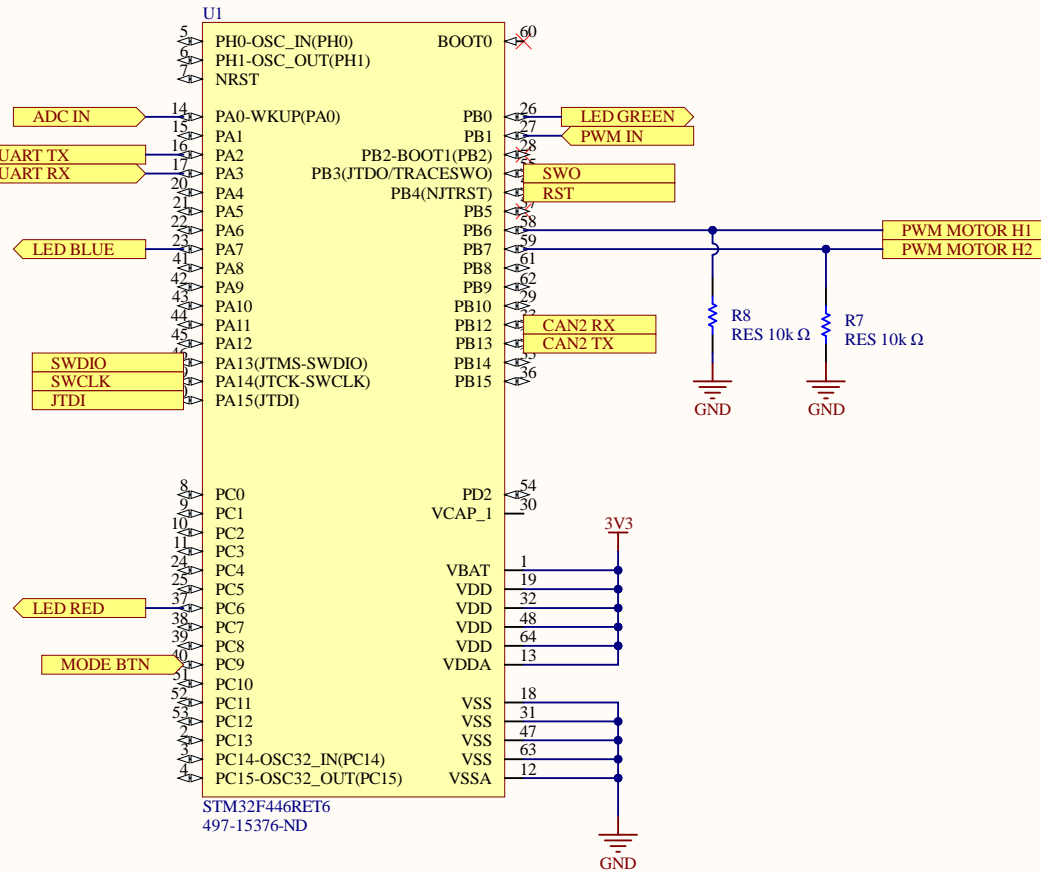 U1
5 PH0-OSC_IN(PH0) BOOT0 60
6 PH1-OSC_OUT(PH1)
7 NRST
ADC IN 14 PA0-WKUP(PA0) PB0 26 LED GREEN
15 PA1 PB1 27 PWM IN
UART TX 16 PA2 PB2-BOOT1(PB2) 28
UART RX 17 PA3 PB3(JTDO/TRACESWO) SWO
20 PA4 PB4(NJTRST) RST
21 PA5 PB5
22 PA6 PB6 58 PWM MOTOR H1
LED BLUE 23 PA7 PB7 59 PWM MOTOR H2
41 PA8 PB8 61
42 PA9 PB9 62
43 PA10 PB10 29
44 PA11 PB12 CAN2 RX
45 PA12 PB13 CAN2 TX
SWDIO PA13(JTMS-SWDIO) PB14
SWCLK PA14(JTCK-SWCLK) PB15 36
JTDI PA15(JTDI)
R8
RES 10k Ω
R7
RES 10k Ω
GND
GND
8 PC0 PD2 54
9 PC1 VCAP_1 30
10 PC2
11 PC3
3V3
24 PC4 VBAT 1
25 PC5 VDD 19
LED RED 37 PC6 VDD 32
38 PC7 VDD 48
39 PC8 VDD 64
MODE BTN 40 PC9 VDDA 13
51 PC10
52 PC11 VSS 18
53 PC12 VSS 31
2 PC13 VSS 47
3 PC14-OSC32_IN(PC14) VSS 63
4 PC15-OSC32_OUT(PC15) VSSA 12
STM32F446RET6
497-15376-ND
GND